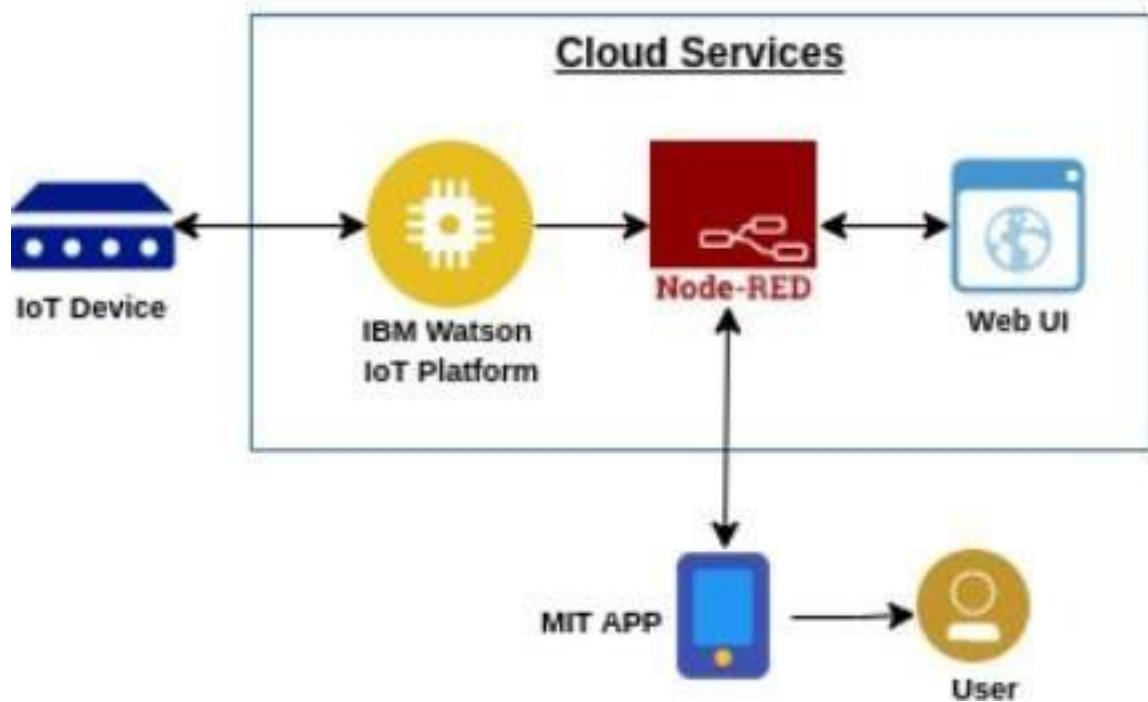 Cloud Services
IoT Device
IBM Watson
IoT Platform
Node-RED
Web UI
MIT APP
User